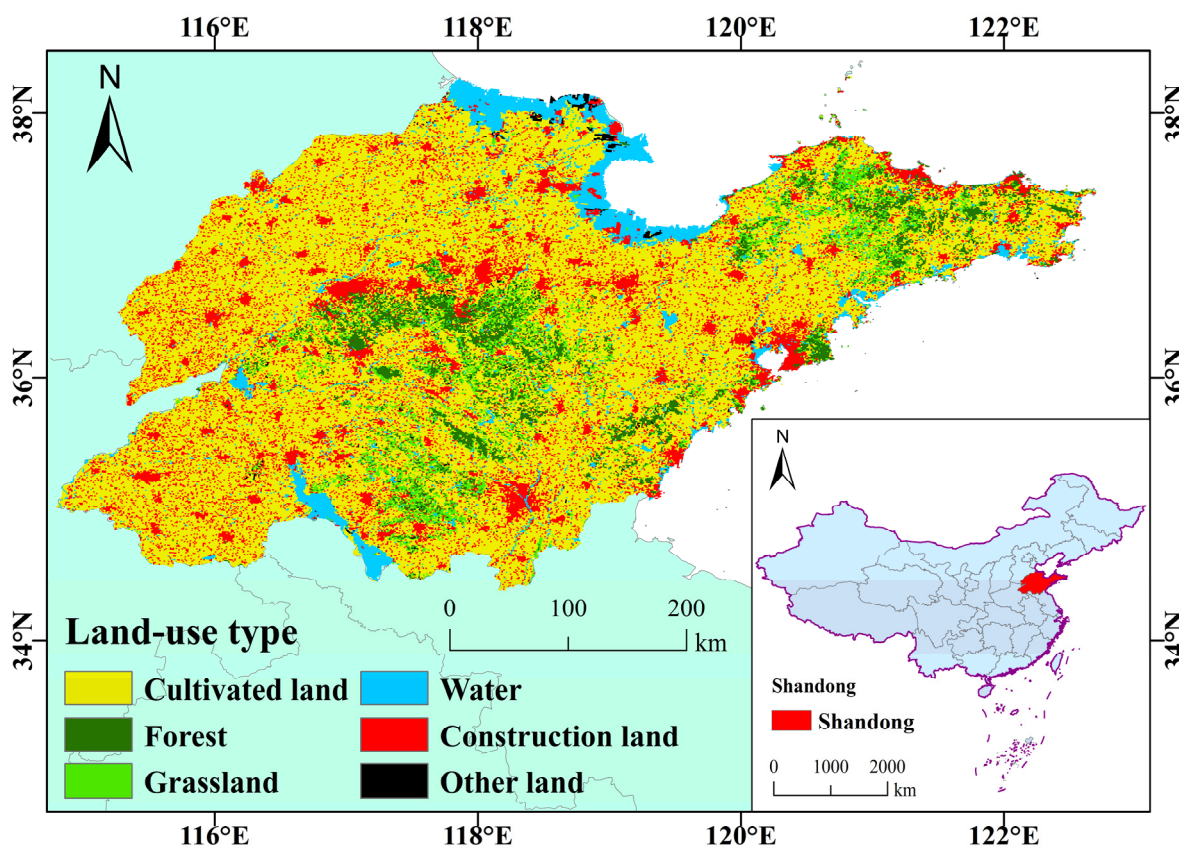 116°E 118°E 120°E 122°E
N
38°N
38°N
36°N
36°N
34°N
34°N
0 100 200
km
Land-use type
Cultivated land
Water
Forest
Construction land
Grassland
Other land
N
Shandong
Shandong
0 1000 2000
km
116°E 118°E 120°E 122°E